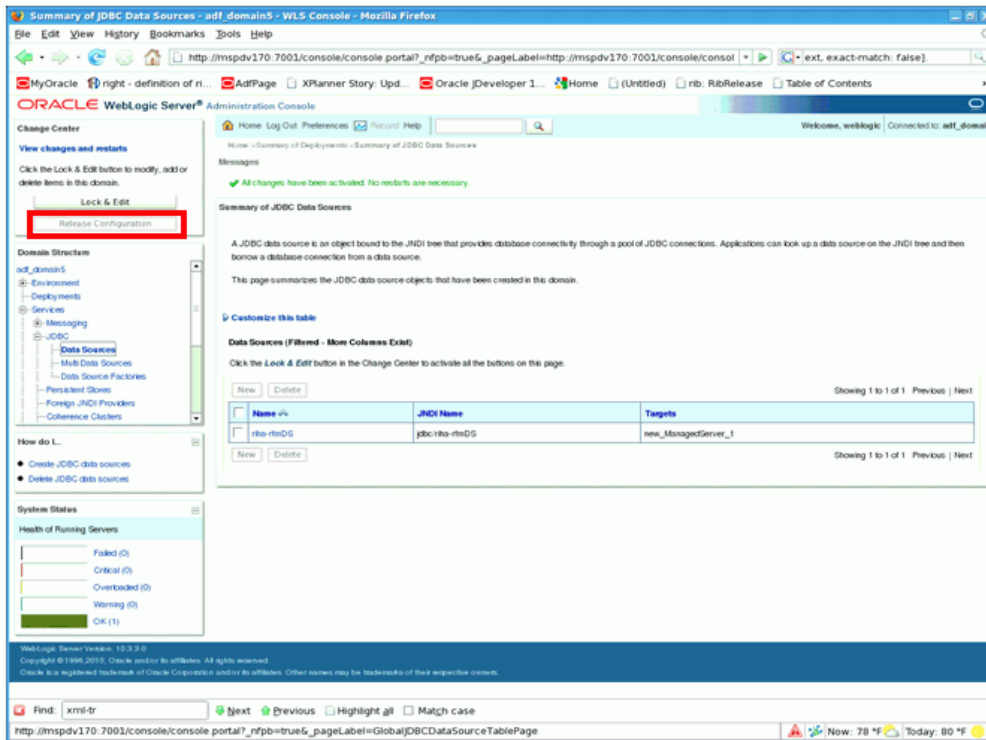 Summary of JDBC Data Sources - adf_domain5 - WLS Console - Mozilla Firefox
File Edit View History Bookmarks Tools Help
http://mspdv170:7001/console/console.portal?_nfpb=true&_pageLabel=http://mspdv170:7001/console/consol
ext, exact-match: false].
MyOracle right - definition of ri... AdfPage XPlanner Story: Upd... Oracle JDeveloper 1... Home (Untitled) rib: RibRelease Table of Contents
ORACLE WebLogic Server® Administration Console
Change Center
View changes and restarts
Click the Lock & Edit button to modify, add or
delete items in this domain.
Lock & Edit
Release Configuration
Domain Structure
adf_domain5
Environment
Deployments
Services
Messaging
JDBC
Data Sources
Multi Data Sources
Data Source Factories
Persistent Stores
Foreign JNDI Providers
Coherence Clusters
How do I...
Create JDBC data sources
Delete JDBC data sources
System Status
Health of Running Servers
Failed (0)
Critical (0)
Overloaded (0)
Warning (0)
OK (1)
Home Log Out Preferences Record Help
Welcome, weblogic Connected to: adf_domai
Home >Summary of Deployments >Summary of JDBC Data Sources
Messages
All changes have been activated. No restarts are necessary.
Summary of JDBC Data Sources
A JDBC data source is an object bound to the JNDI tree that provides database connectivity through a pool of JDBC connections. Applications can look up a data source on the JNDI tree and then
borrow a database connection from a data source.
This page summarizes the JDBC data source objects that have been created in this domain.
Customize this table
Data Sources (Filtered - More Columns Exist)
Click the Lock & Edit button in the Change Center to activate all the buttons on this page.
New Delete Showing 1 to 1 of 1 Previous | Next
Name JNDI Name Targets
riha-rfmDS jdbc/riha-rfmDS new_ManagedServer_1
New Delete Showing 1 to 1 of 1 Previous | Next
WebLogic Server Version: 10.3.3.0
Copyright © 1996,2010, Oracle and/or its affiliates. All rights reserved.
Oracle is a registered trademark of Oracle Corporation and/or its affiliates. Other names may be trademarks of their respective owners.
Find: xml-tr Next Previous Highlight all Match case
http://mspdv170:7001/console/console.portal?_nfpb=true&_pageLabel=GlobalJDBCDataSourceTablePage
Now: 78 °F Today: 80 °F